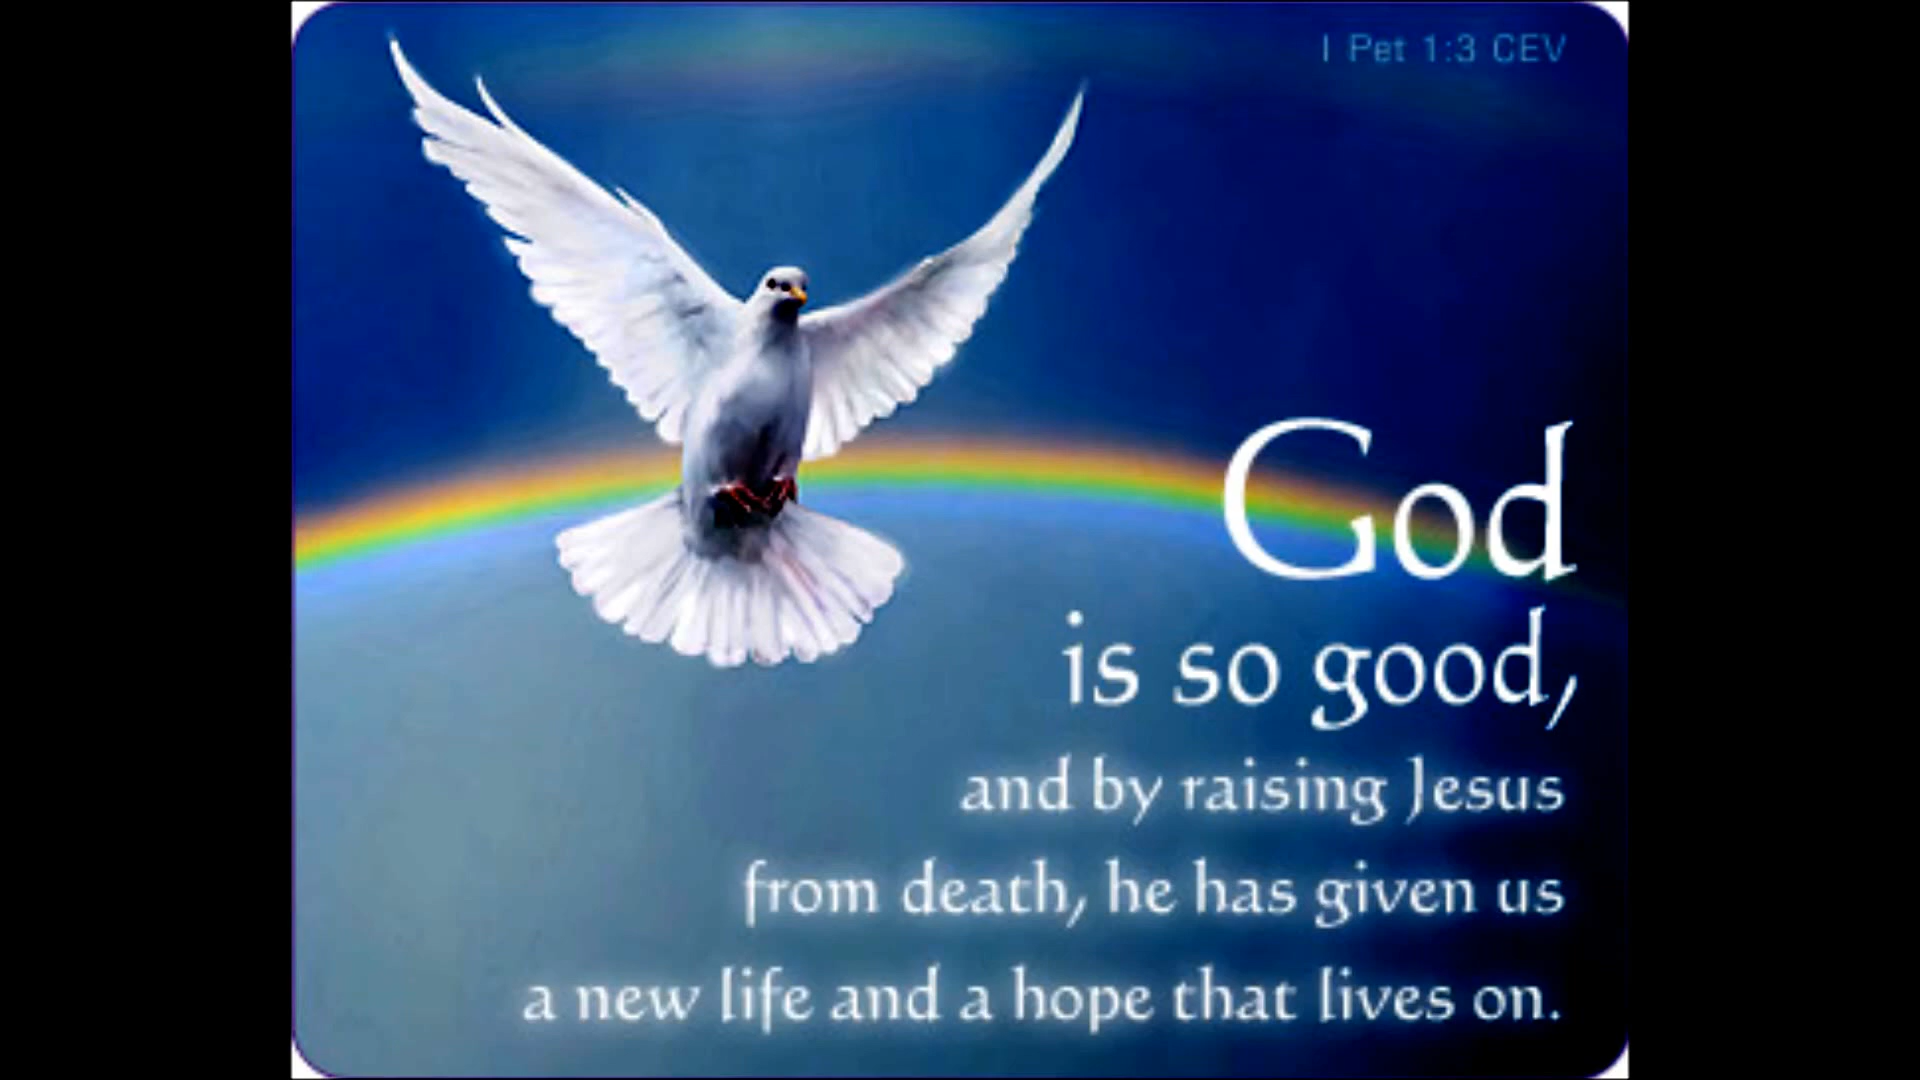 I Pet 1:3 CEV
God
is so good,
and by raising Jesus
from death, he has given us
a new life and a hope that lives on.